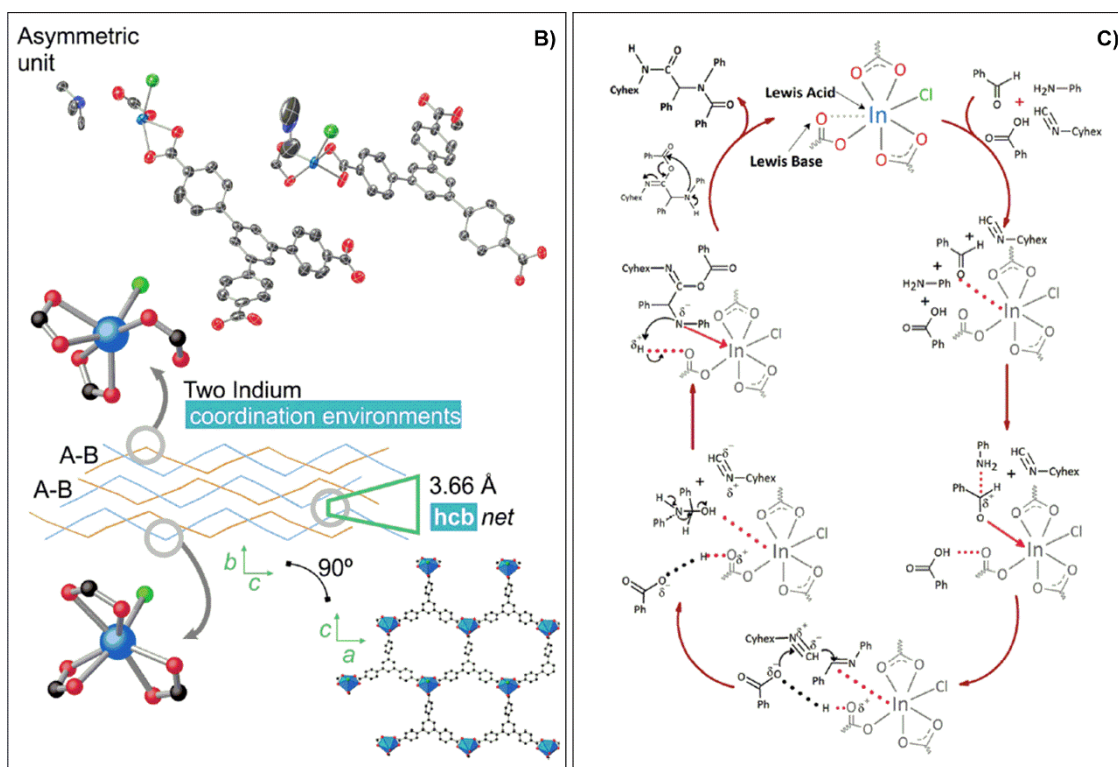 Asymmetric
unit
B)
Two Indium
coordination environments
A-B
A-B
3.66 Å
hcb net
b
c
90º
c
a
C)
H
O
N
C
Ph
Cyhex
N
Ph
O
Ph
Lewis Acid
O
O
O
In
Cl
O
O
O
Lewis Base
O
H
Ph
H2N
Ph
+
O
OH
Ph
HC
N
Cyhex
Ph
O
O
N
Ph
Cyhex
N
Ph
H
HC
N
Cyhex
+
H
Ph
O
+
H2N
Ph
+
OH
O
Ph
O
O
In
Cl
O
O
O
O
Ph
Cyhex
N
O
O
Ph
δ-
N
Ph
δ+
H
O
O
O
O
In
Cl
O
O
Ph
NH2
HC
N
Cyhex
+
H
Ph
δ+
O
OH
O
Ph
O
O
O
O
In
Cl
O
O
HC
δ-
N
δ+
Cyhex
+
H
Ph
N
OH
Ph
H
H
O
δ+
O
O
O
In
Cl
O
O
O
O
δ-
Ph
Cyhex
N
δ+
CH
δ-
Ph
N
Ph
O
O
δ-
Ph
H
O
δ+
O
O
O
In
Cl
O
O